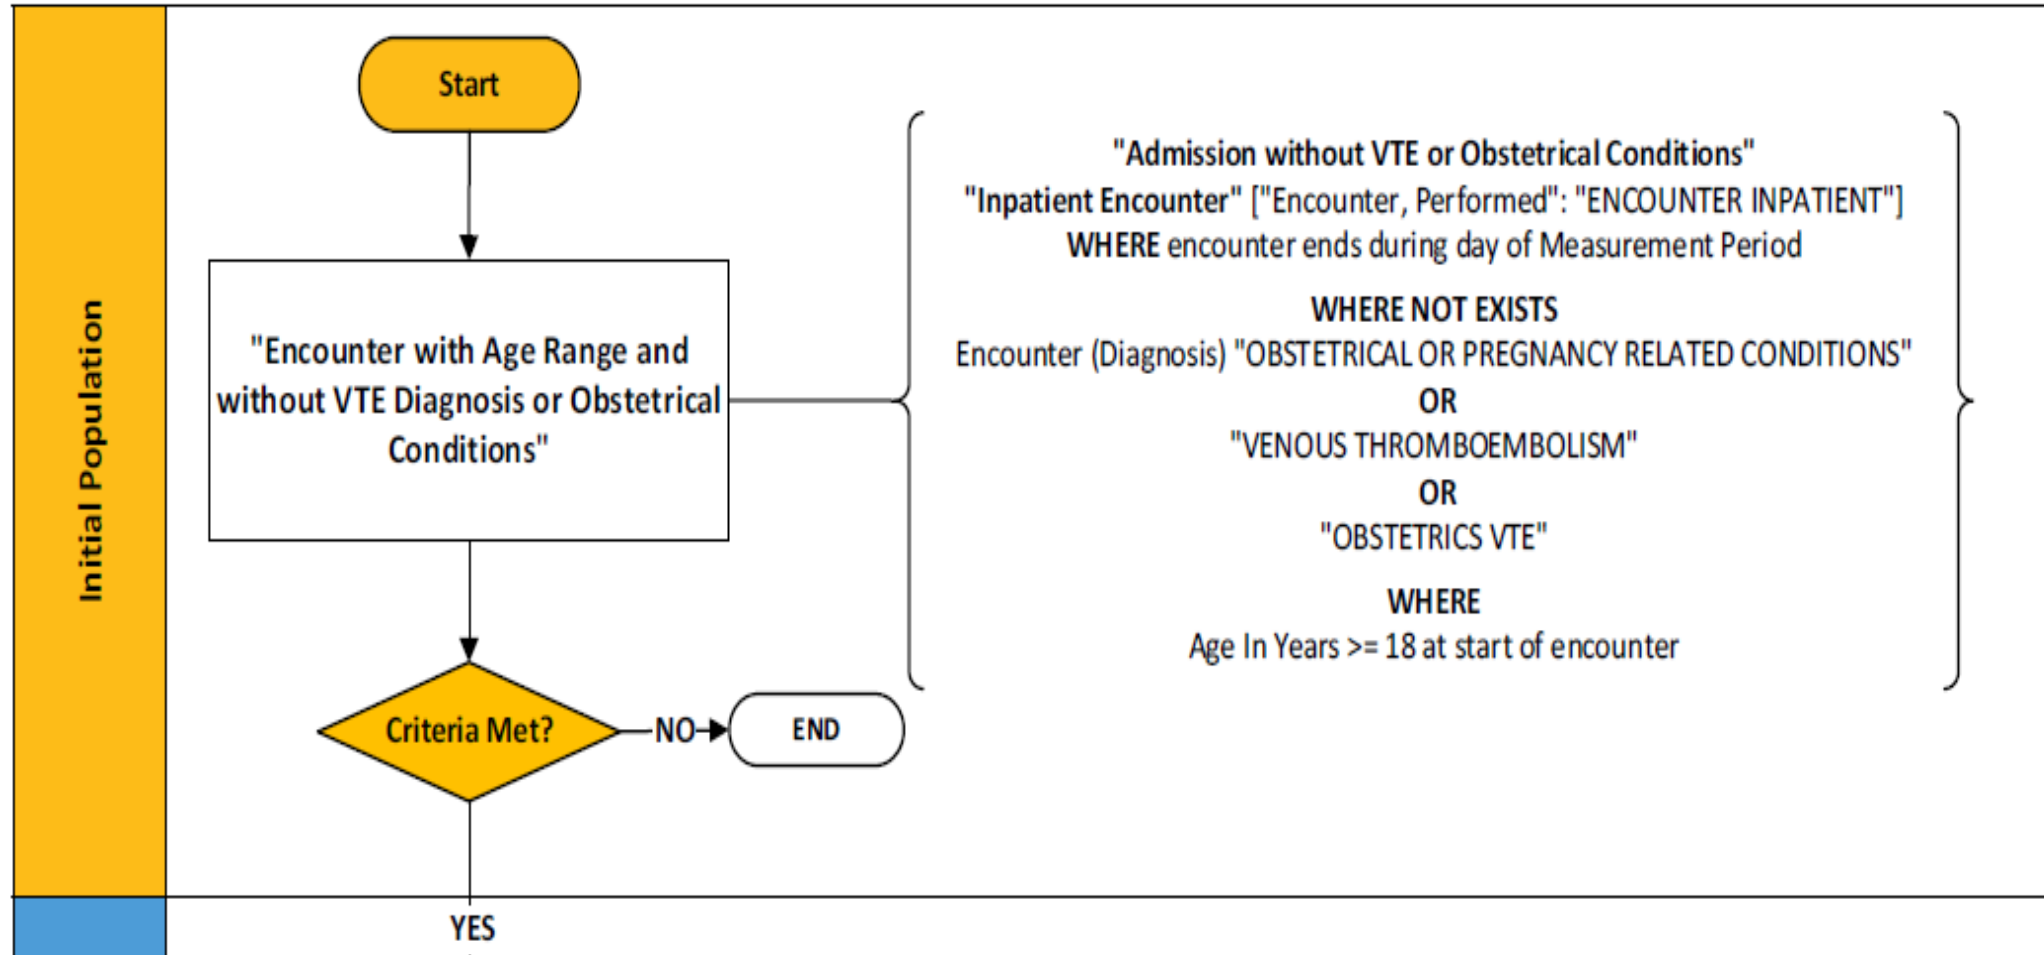 Initial Population
Start
"Encounter with Age Range and
without VTE Diagnosis or Obstetrical
Conditions"
"Admission without VTE or Obstetrical Conditions"
"Inpatient Encounter" ["Encounter, Performed": "ENCOUNTER INPATIENT"]
WHERE encounter ends during day of Measurement Period
WHERE NOT EXISTS
Encounter (Diagnosis) "OBSTETRICAL OR PREGNANCY RELATED CONDITIONS"
OR
"VENOUS THROMBOEMBOLISM"
OR
"OBSTETRICS VTE"
WHERE
Age In Years >= 18 at start of encounter
Criteria Met?
NO
END
YES